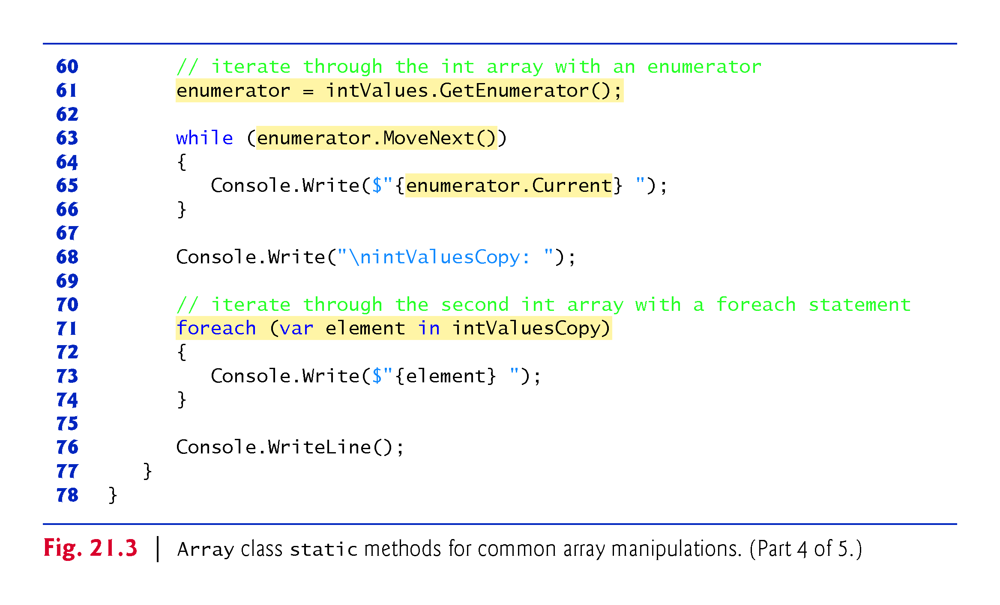 60 // iterate through the int array with an enumerator
61 enumerator = intValues.GetEnumerator();
62
63 while (enumerator.MoveNext())
64 {
65 Console.Write($"{enumerator.Current} ");
66 }
67
68 Console.Write("\nintValuesCopy: ");
69
70 // iterate through the second int array with a foreach statement
71 foreach (var element in intValuesCopy)
72 {
73 Console.Write($"{element} ");
74 }
75
76 Console.WriteLine();
77 }
78 }
Fig. 21.3 | Array class static methods for common array manipulations. (Part 4 of 5.)